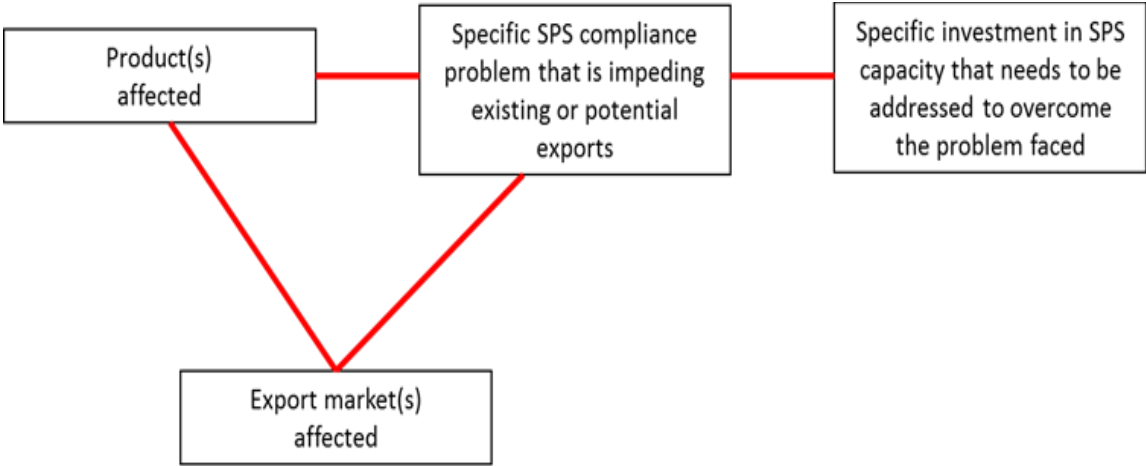 Product(s)
affected
Specific SPS compliance
problem that is impeding
existing or potential
exports
Specific investment in SPS
capacity that needs to be
addressed to overcome
the problem faced
Export market(s)
affected